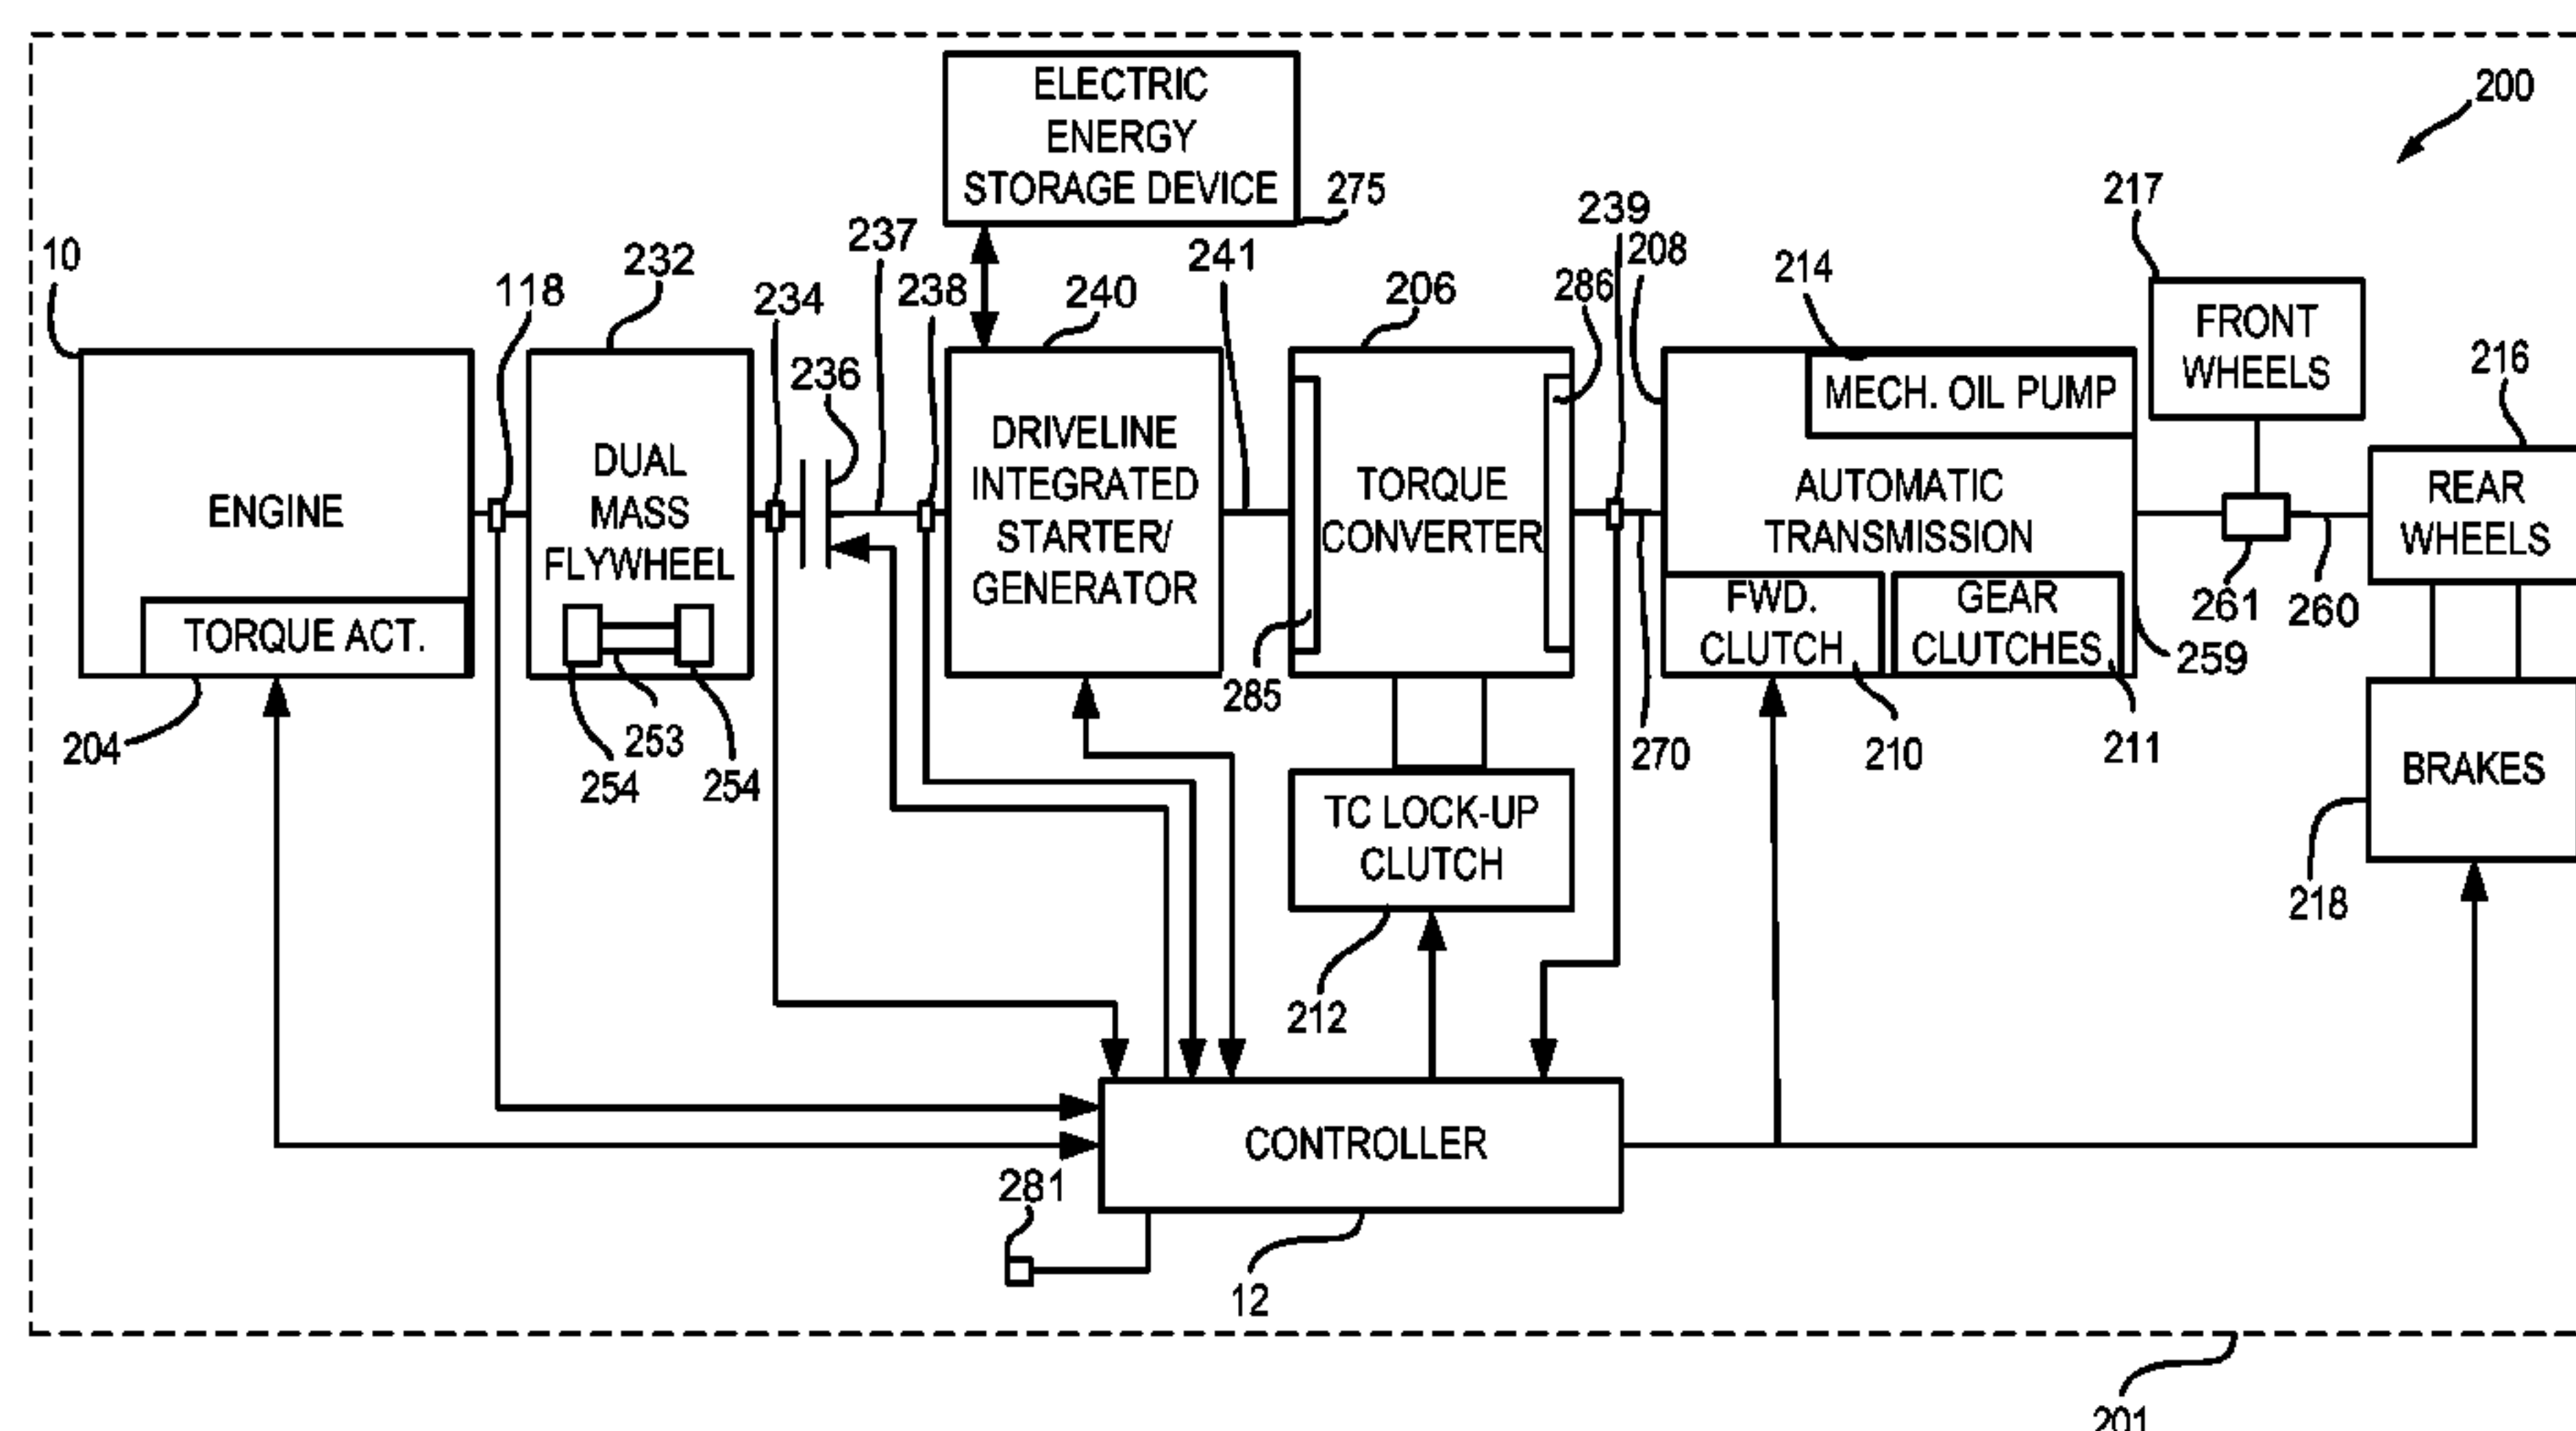 200
ELECTRIC
ENERGY
STORAGE DEVICE
275
10
118
232
234
236
237
238
240
241
206
286
239
208
214
217
216
ENGINE
TORQUE ACT.
204
DUAL
MASS
FLYWHEEL
254
253
254
DRIVELINE
INTEGRATED
STARTER/
GENERATOR
285
TORQUE
CONVERTER
270
MECH. OIL PUMP
AUTOMATIC
TRANSMISSION
FWD.
CLUTCH
GEAR
CLUTCHES
210
211
259
FRONT
WHEELS
261
260
REAR
WHEELS
BRAKES
218
TC LOCK-UP
CLUTCH
212
CONTROLLER
281
12
201